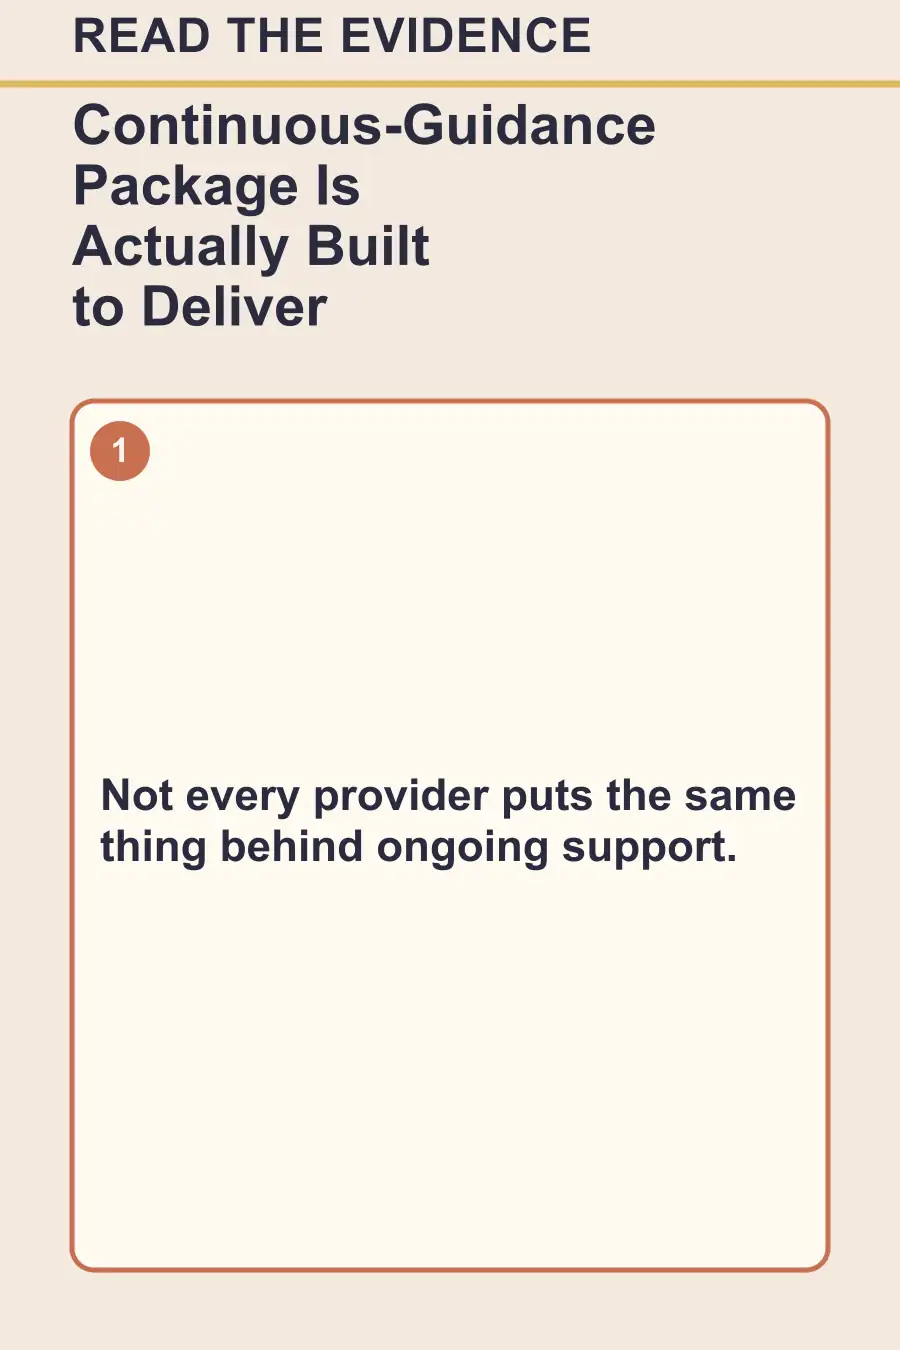 READ THE EVIDENCE
Continuous-Guidance
Package Is
Actually Built
to Deliver
1
Not every provider puts the same
thing behind ongoing support.